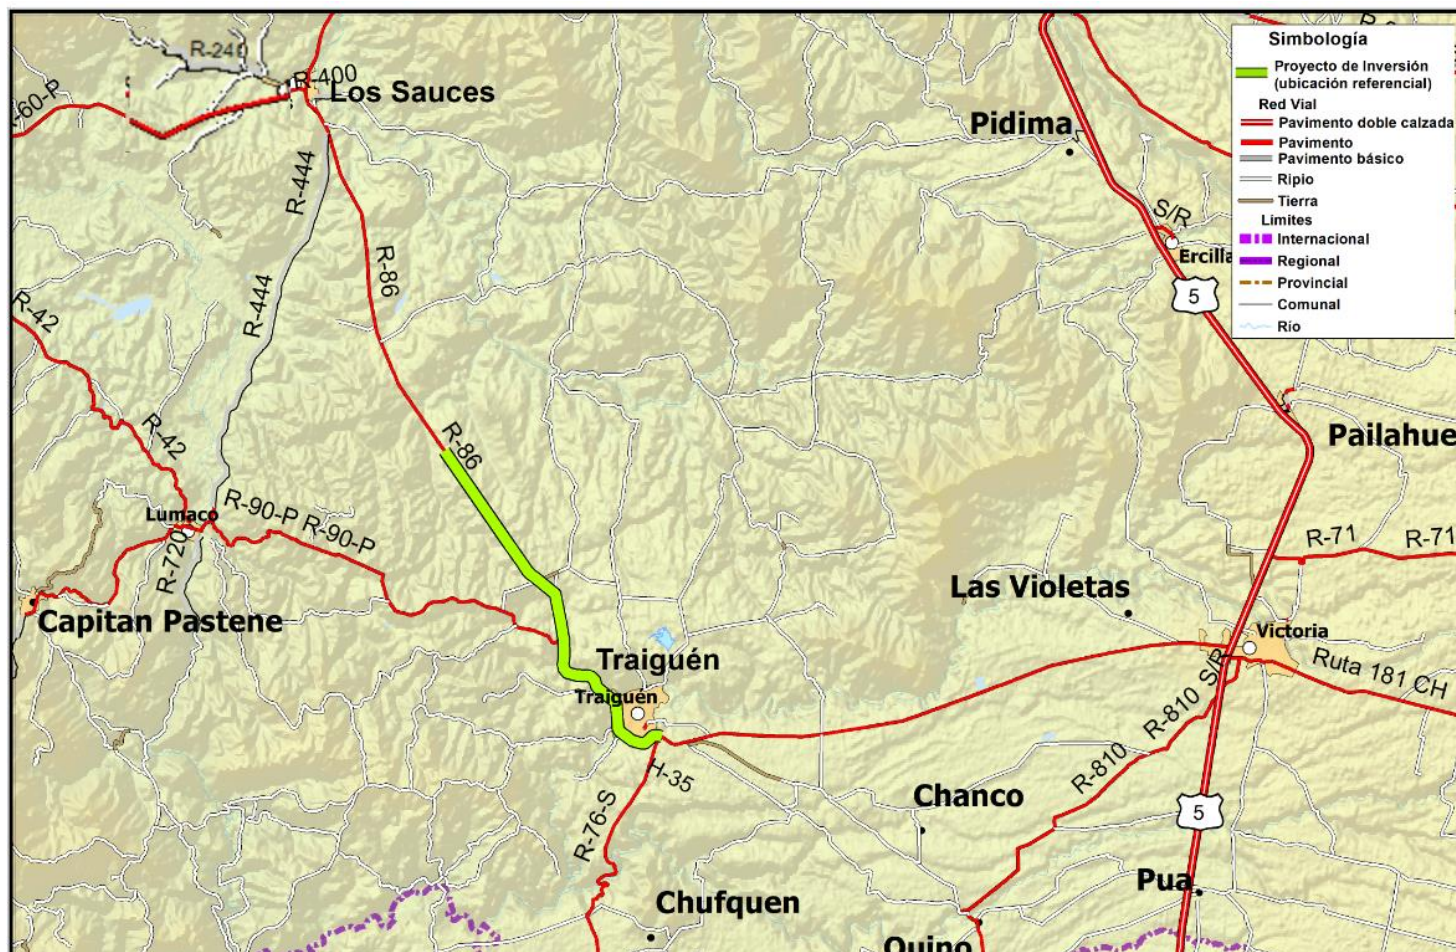 R-240
R-400
Los Sauces
R-60-P
R-444
R-86
R-444
R-42
R-42
R-86
Lumaco
R-90-P R-90-P
R-720
Capitan Pastene
Traiguén
Traiguén
H-35
R-76-S
Chufquen
Pidima
S/R
Ercilla
5
Pailahue
R-71
R-71
Las Violetas
Victoria
S/R
Ruta 181 CH
R-810
R-810
Chanco
5
Pua
Quino
Simbología
Proyecto de Inversión
(ubicación referencial)
Red Vial
Pavimento doble calzada
Pavimento
Pavimento básico
Ripio
Tierra
Límites
Internacional
Regional
Provincial
Comunal
Río